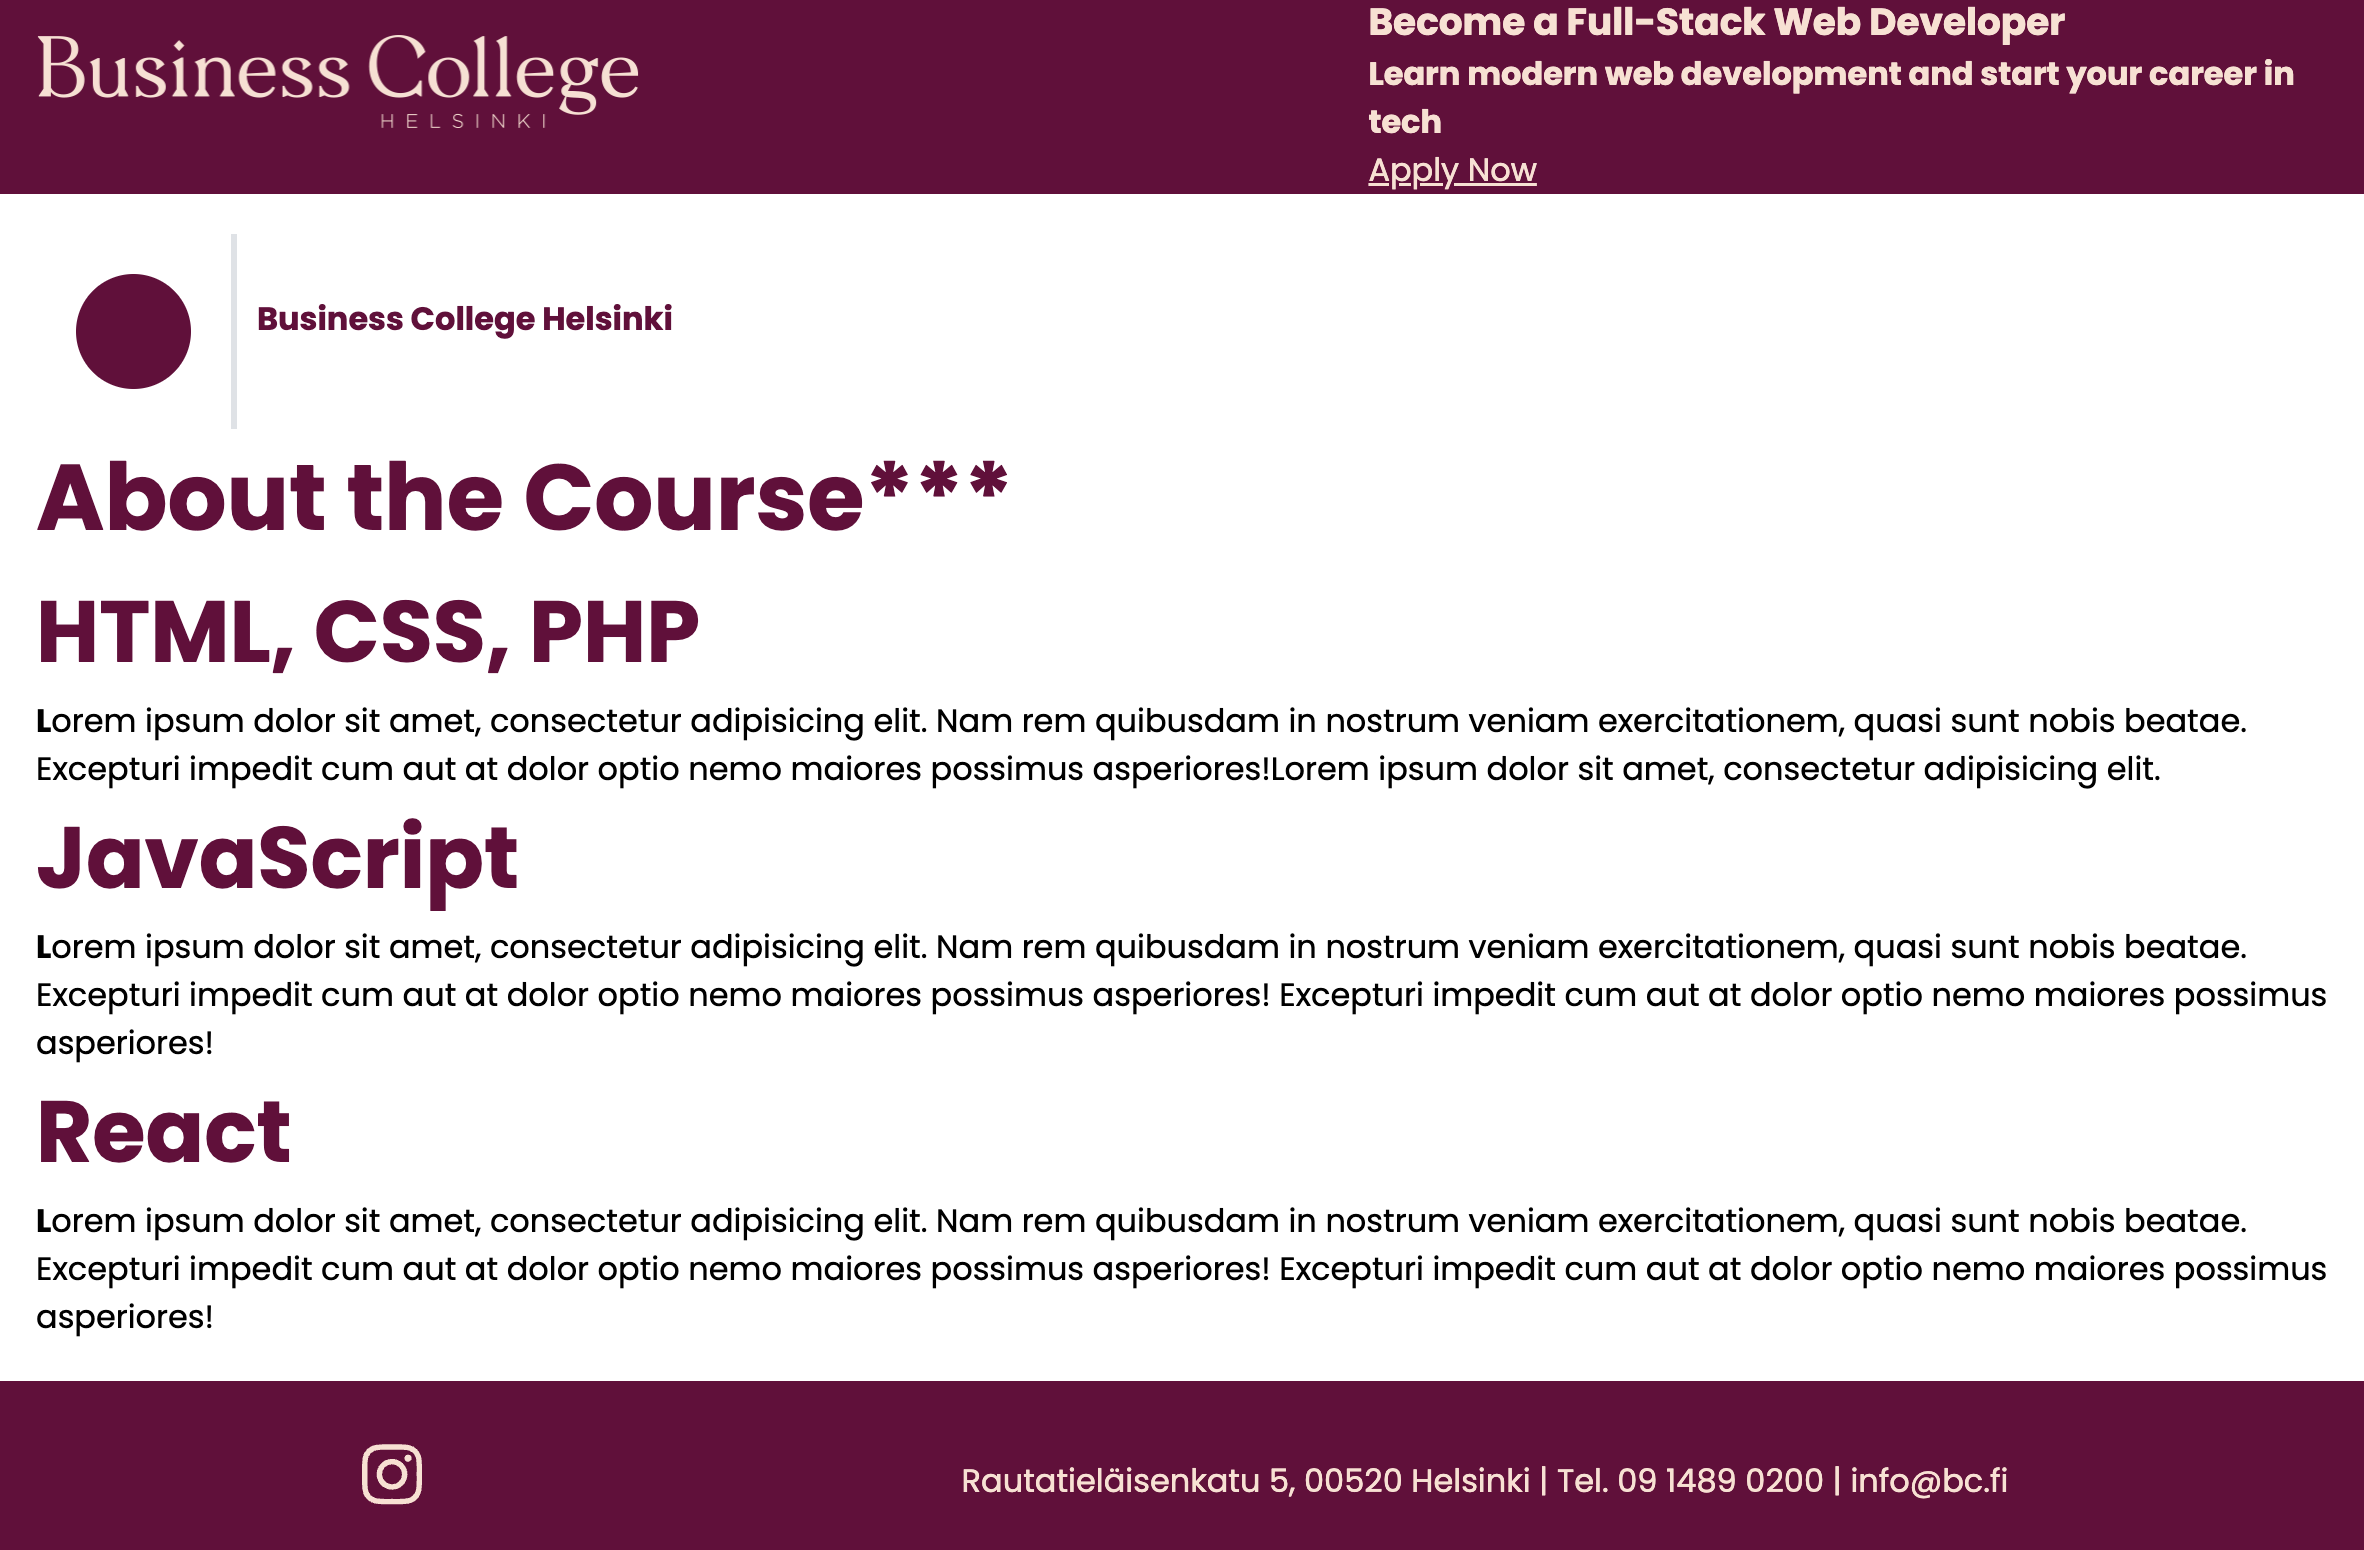 Business College
HELSINKI
Become a Full-Stack Web Developer
Learn modern web development and start your career in
tech
Apply Now
Business College Helsinki
About the Course***
HTML, CSS, PHP
Lorem ipsum dolor sit amet, consectetur adipisicing elit. Nam rem quibusdam in nostrum veniam exercitationem, quasi sunt nobis beatae.
Excepturi impedit cum aut at dolor optio nemo maiores possimus asperiores!Lorem ipsum dolor sit amet, consectetur adipisicing elit.
JavaScript
Lorem ipsum dolor sit amet, consectetur adipisicing elit. Nam rem quibusdam in nostrum veniam exercitationem, quasi sunt nobis beatae.
Excepturi impedit cum aut at dolor optio nemo maiores possimus asperiores! Excepturi impedit cum aut at dolor optio nemo maiores possimus
asperiores!
React
Lorem ipsum dolor sit amet, consectetur adipisicing elit. Nam rem quibusdam in nostrum veniam exercitationem, quasi sunt nobis beatae.
Excepturi impedit cum aut at dolor optio nemo maiores possimus asperiores! Excepturi impedit cum aut at dolor optio nemo maiores possimus
asperiores!
Rautatieläisenkatu 5, 00520 Helsinki | Tel. 09 1489 0200 | info@bc.fi